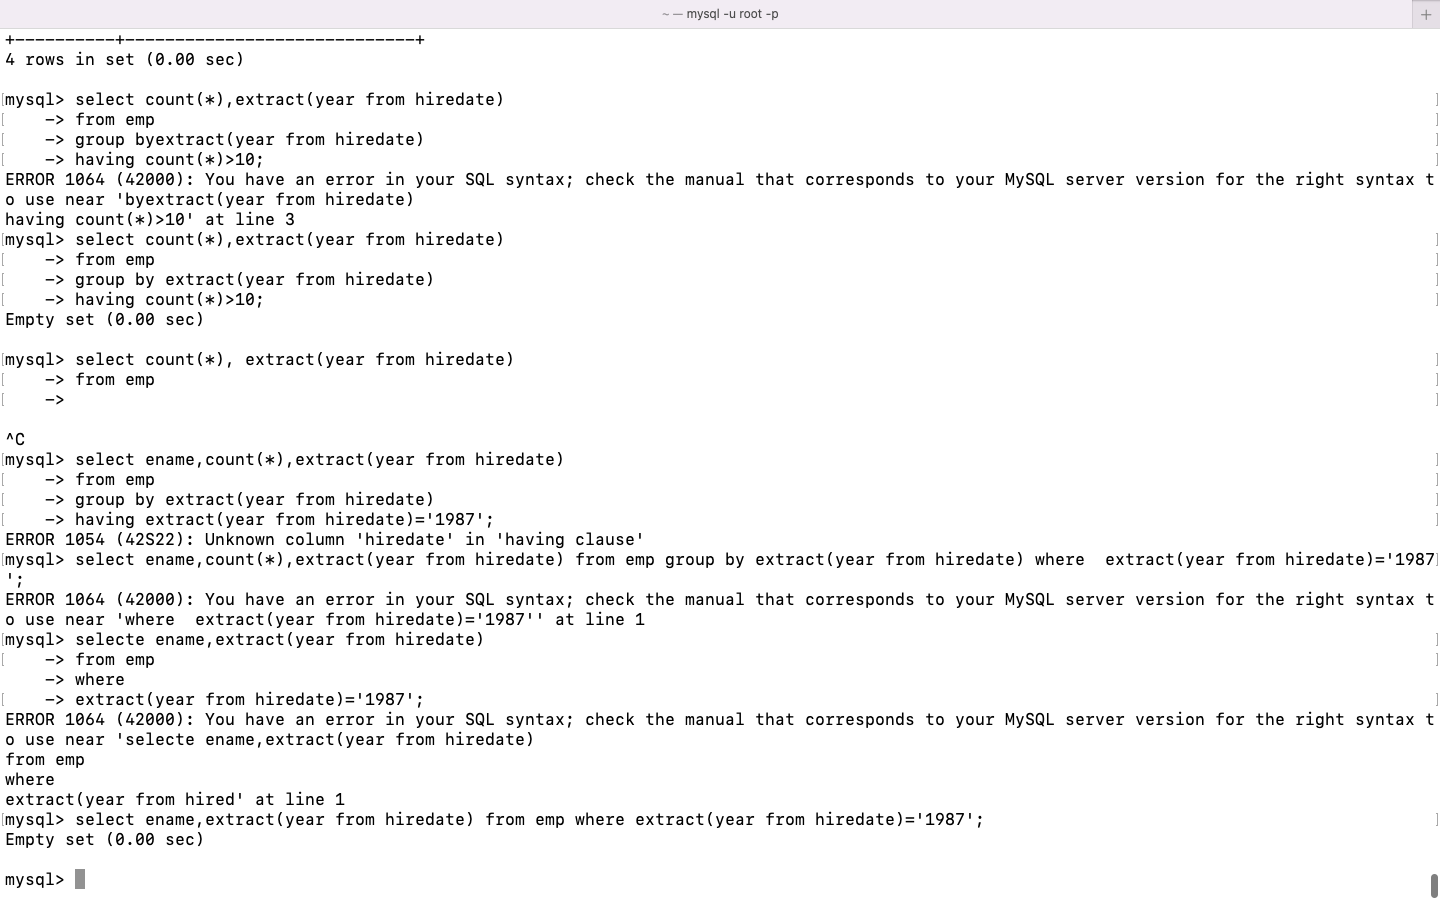 ~ — mysql -u root -p
+
+----------+-----------------------------+
4 rows in set (0.00 sec)
mysql> select count(*),extract(year from hiredate)
-> from emp
-> group byextract(year from hiredate)
-> having count(*)>10;
ERROR 1064 (42000): You have an error in your SQL syntax; check the manual that corresponds to your MySQL server version for the right syntax t
o use near 'byextract(year from hiredate)
having count(*)>10' at line 3
mysql> select count(*),extract(year from hiredate)
-> from emp
-> group by extract(year from hiredate)
-> having count(*)>10;
Empty set (0.00 sec)
mysql> select count(*), extract(year from hiredate)
-> from emp
->
^C
mysql> select ename,count(*),extract(year from hiredate)
-> from emp
-> group by extract(year from hiredate)
-> having extract(year from hiredate)='1987';
ERROR 1054 (42S22): Unknown column 'hiredate' in 'having clause'
mysql> select ename,count(*),extract(year from hiredate) from emp group by extract(year from hiredate) where  extract(year from hiredate)='1987
';
ERROR 1064 (42000): You have an error in your SQL syntax; check the manual that corresponds to your MySQL server version for the right syntax t
o use near 'where  extract(year from hiredate)='1987'' at line 1
mysql> selecte ename,extract(year from hiredate)
-> from emp
-> where
-> extract(year from hiredate)='1987';
ERROR 1064 (42000): You have an error in your SQL syntax; check the manual that corresponds to your MySQL server version for the right syntax t
o use near 'selecte ename,extract(year from hiredate)
from emp
where
extract(year from hired' at line 1
mysql> select ename,extract(year from hiredate) from emp where extract(year from hiredate)='1987';
Empty set (0.00 sec)
mysql>